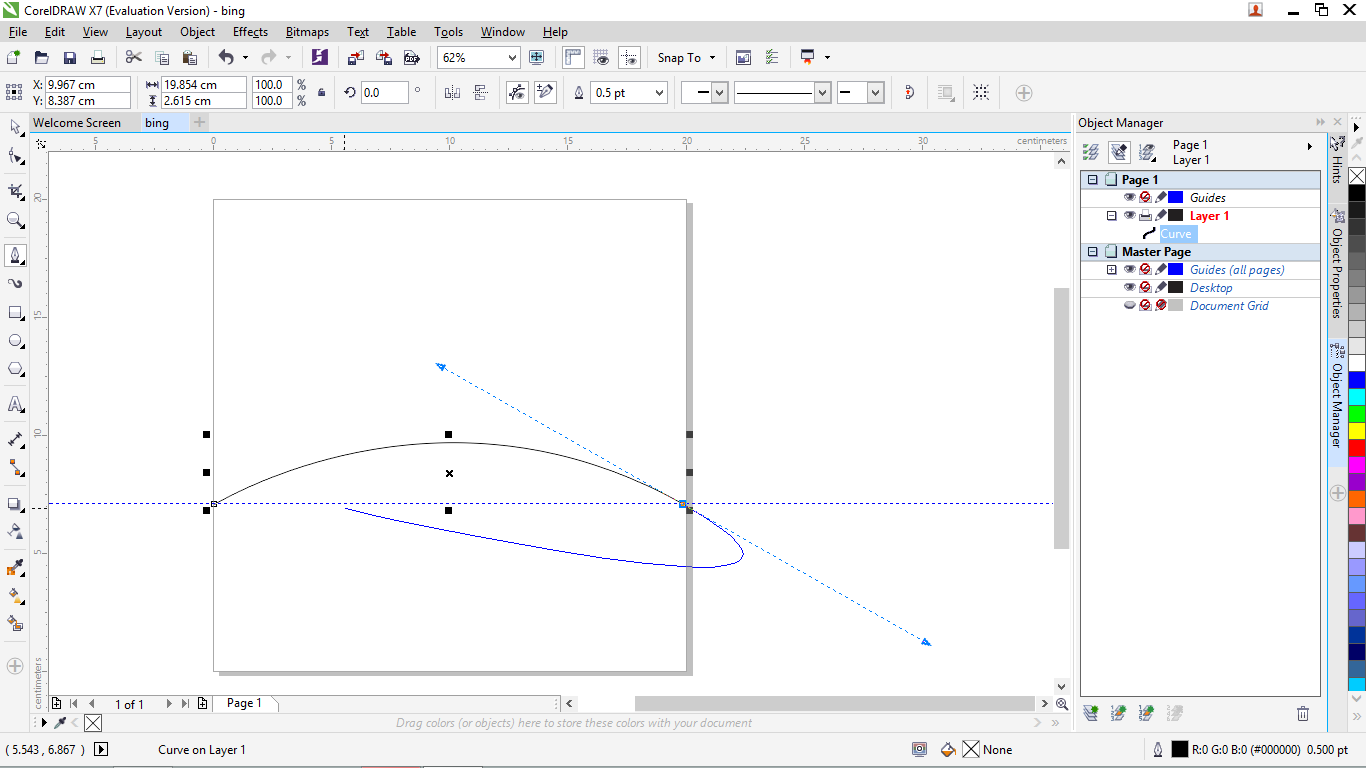 CorelDRAW X7 (Evaluation Version) - bing
File Edit View Layout Object Effects Bitmaps Text Table Tools Window Help
62% Snap To
X: 9.967 cm 19.854 cm 100.0 % 0.0 ° 0.5 pt
Y: 8.387 cm 2.615 cm 100.0 %
Welcome Screen bing
5 0 5 10 15 20 25 30 centimeters
20
15
10
5
centimeters
Object Manager
Page 1
Layer 1
Page 1
Guides
Layer 1
Curve
Master Page
Guides (all pages)
Desktop
Document Grid
Hints
Object Properties
Object Manager
1 of 1 Page 1
Drag colors (or objects) here to store these colors with your document
( 5.543 , 6.867 ) Curve on Layer 1 None R:0 G:0 B:0 (#000000) 0.500 pt